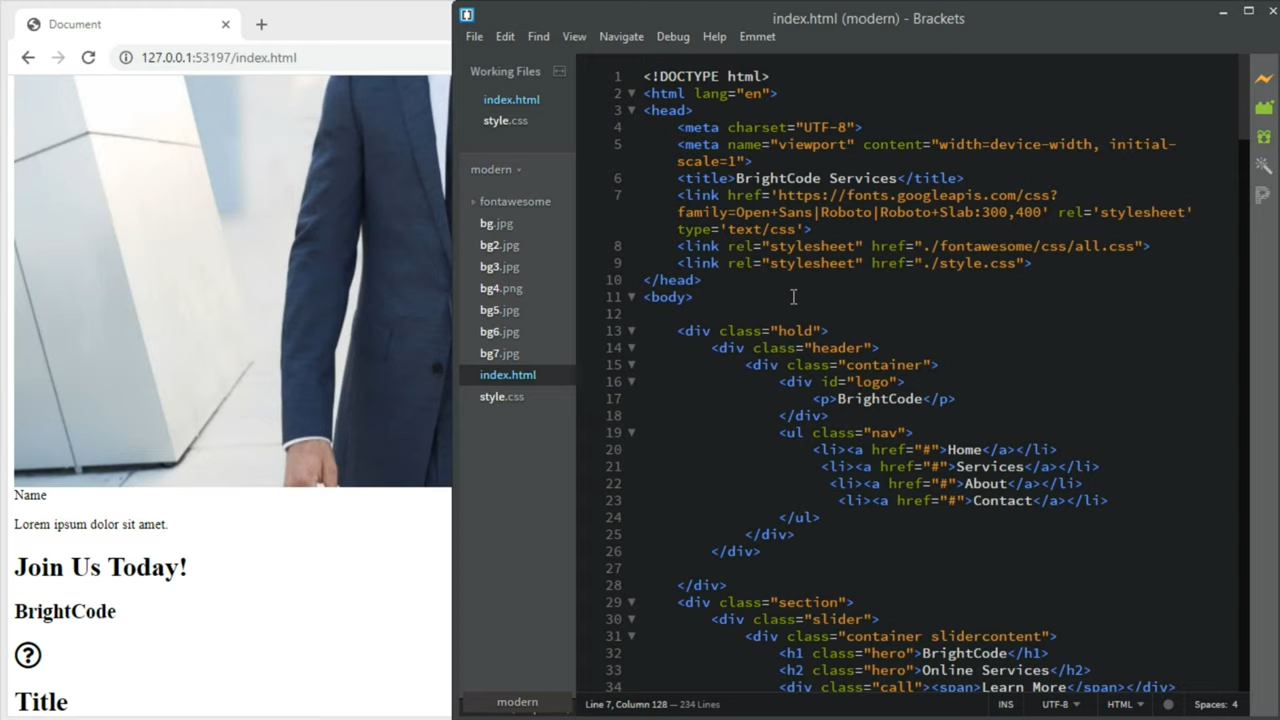 Document
127.0.0.1:53197/index.html
Name
Lorem ipsum dolor sit amet.
Join Us Today!
BrightCode
Title
index.html (modern) - Brackets
File Edit Find View Navigate Debug Help Emmet
Working Files
index.html
style.css
modern
fontawesome
bg.jpg
bg2.jpg
bg3.jpg
bg4.png
bg5.jpg
bg6.jpg
bg7.jpg
index.html
style.css
modern
1 <!DOCTYPE html>
2 <html lang="en">
3 <head>
4 <meta charset="UTF-8">
5 <meta name="viewport" content="width=device-width, initial-
scale=1">
6 <title>BrightCode Services</title>
7 <link href='https://fonts.googleapis.com/css?
family=Open+Sans|Roboto|Roboto+Slab:300,400' rel='stylesheet'
type='text/css'>
8 <link rel="stylesheet" href="./fontawesome/css/all.css">
9 <link rel="stylesheet" href="./style.css">
10 </head>
11 <body>
12
13 <div class="hold">
14 <div class="header">
15 <div class="container">
16 <div id="logo">
17 <p>BrightCode</p>
18 </div>
19 <ul class="nav">
20 <li><a href="#">Home</a></li>
21 <li><a href="#">Services</a></li>
22 <li><a href="#">About</a></li>
23 <li><a href="#">Contact</a></li>
24 </ul>
25 </div>
26 </div>
27
28 </div>
29 <div class="section">
30 <div class="slider">
31 <div class="container slidercontent">
32 <h1 class="hero">BrightCode</h1>
33 <h2 class="hero">Online Services</h2>
34 <div class="call"><span>Learn More</span></div>
Line 7, Column 128 — 234 Lines
INS UTF-8 HTML Spaces: 4